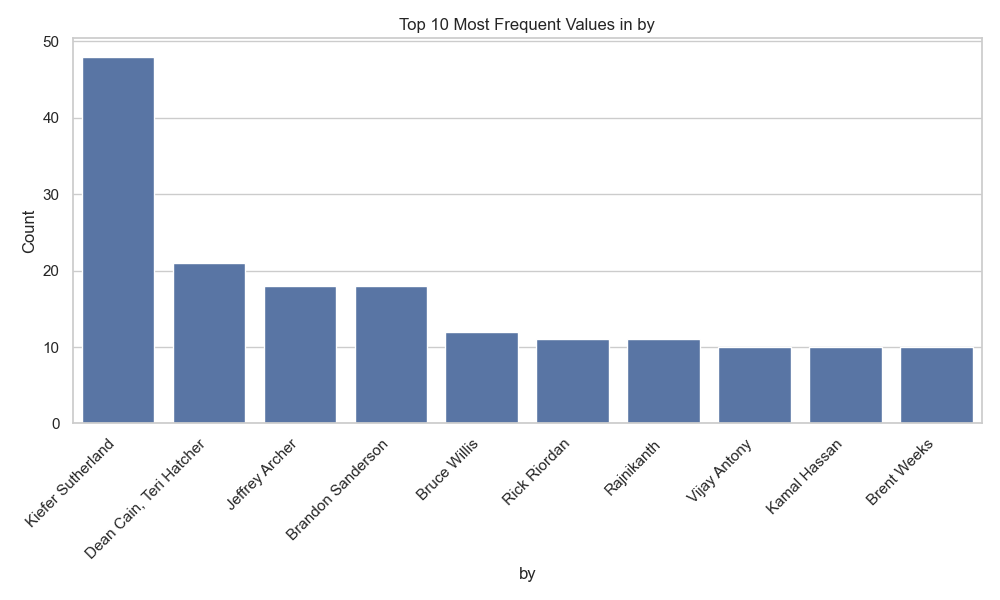 Top 10 Most Frequent Values in by
Count
50
40
30
20
10
0
Kiefer Sutherland
Dean Cain, Teri Hatcher
Jeffrey Archer
Brandon Sanderson
Bruce Willis
Rick Riordan
Rajnikanth
Vijay Antony
Kamal Hassan
Brent Weeks
by